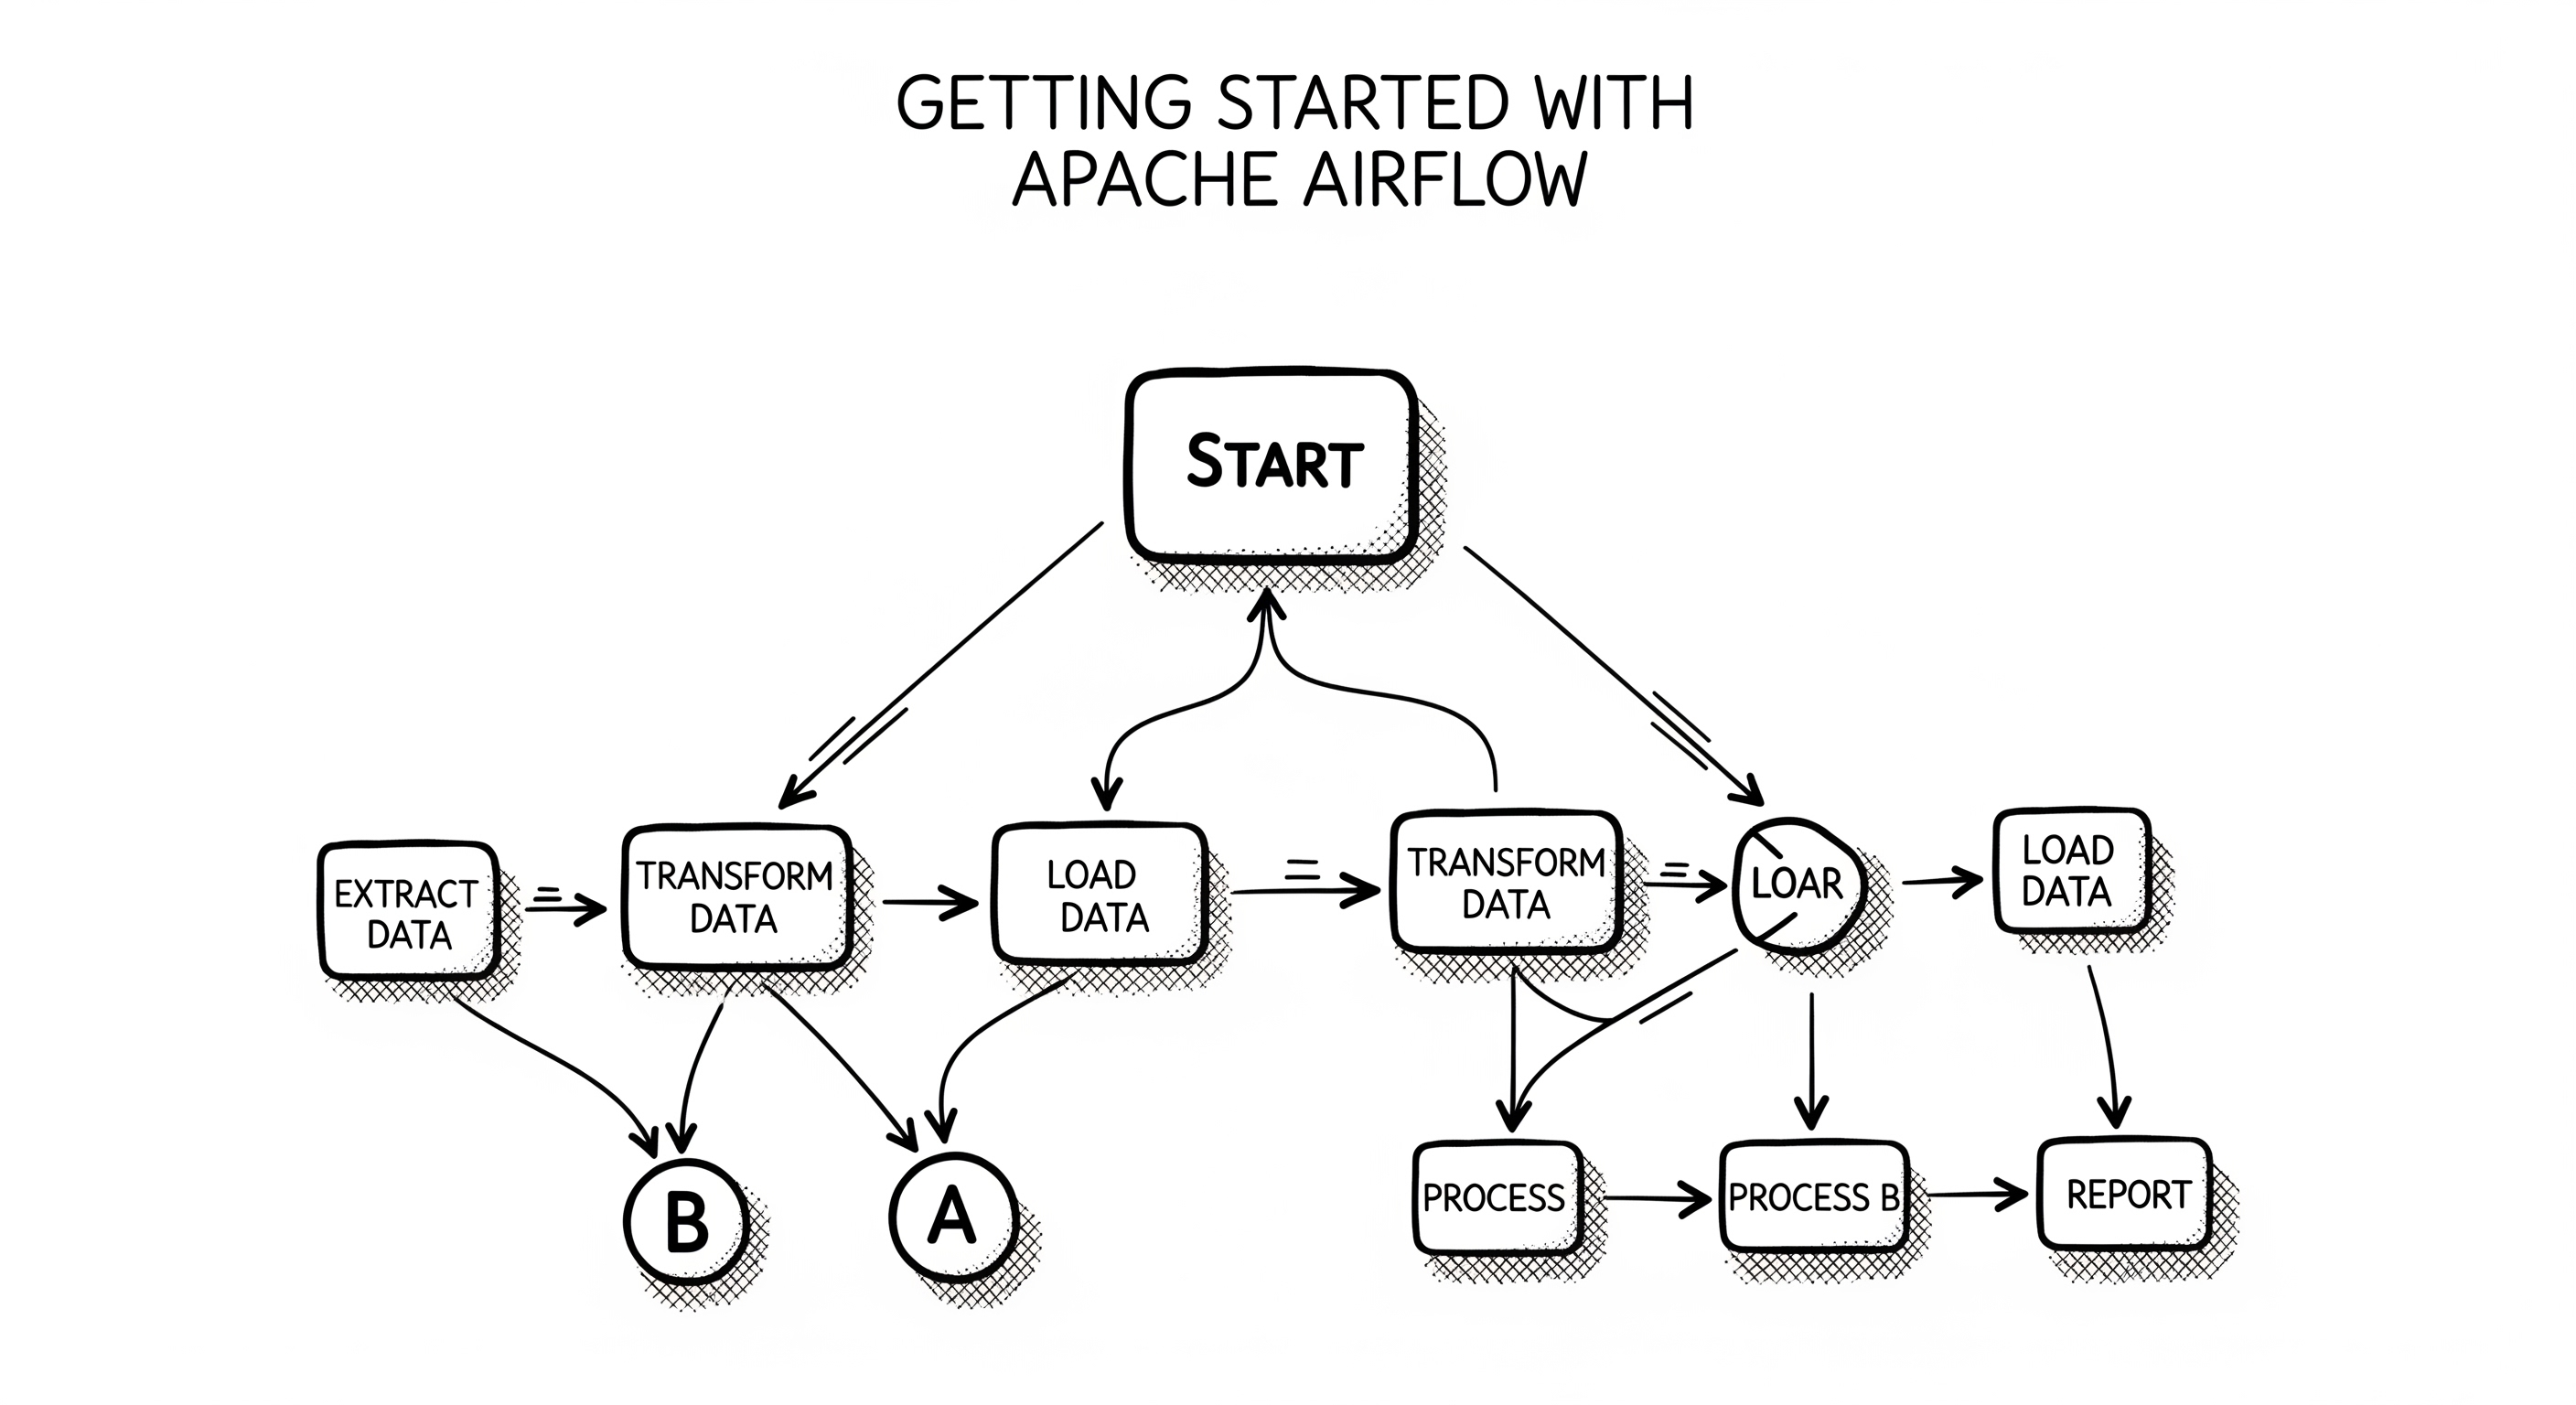 GETTING STARTED WITH
APACHE AIRFLOW
START
EXTRACT
DATA
TRANSFORM
DATA
LOAD
DATA
TRANSFORM
DATA
LOAR
LOAD
DATA
B
A
PROCESS
PROCESS B
REPORT